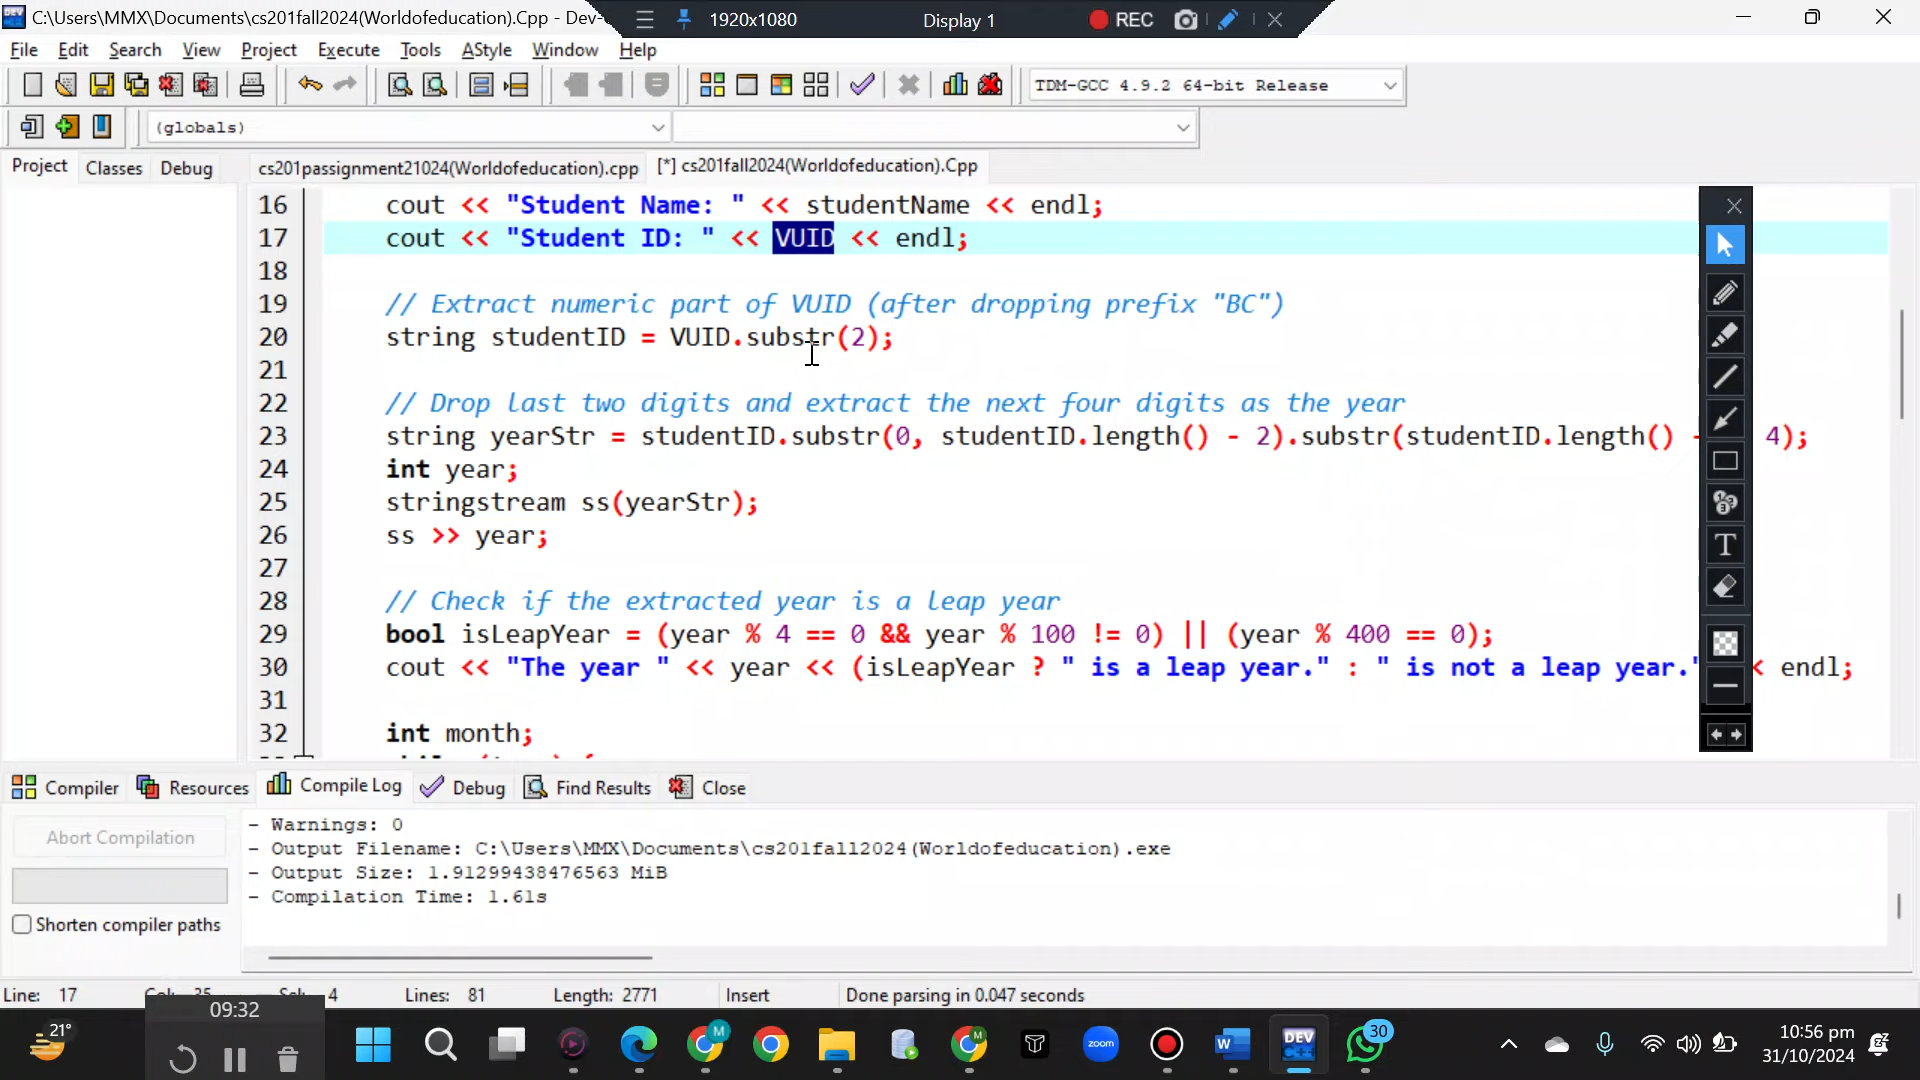 C:\Users\MMX\Documents\cs201fall2024(Worldofeducation).Cpp - Dev-C
1920x1080
Display 1
REC
File Edit Search View Project Execute Tools AStyle Window Help
TDM-GCC 4.9.2 64-bit Release
(globals)
Project Classes Debug
cs201passignment21024(Worldofeducation).cpp
[*] cs201fall2024(Worldofeducation).Cpp
16 cout << "Student Name: " << studentName << endl;
17 cout << "Student ID: " << VUID << endl;
18
19 // Extract numeric part of VUID (after dropping prefix "BC")
20 string studentID = VUID.substr(2);
21
22 // Drop last two digits and extract the next four digits as the year
23 string yearStr = studentID.substr(0, studentID.length() - 2).substr(studentID.length() - 4);
24 int year;
25 stringstream ss(yearStr);
26 ss >> year;
27
28 // Check if the extracted year is a leap year
29 bool isLeapYear = (year % 4 == 0 && year % 100 != 0) || (year % 400 == 0);
30 cout << "The year " << year << (isLeapYear ? " is a leap year." : " is not a leap year." < endl;
31
32 int month;
Compiler Resources Compile Log Debug Find Results Close
Abort Compilation
Shorten compiler paths
- Warnings: 0
- Output Filename: C:\Users\MMX\Documents\cs201fall2024(Worldofeducation).exe
- Output Size: 1.91299438476563 MiB
- Compilation Time: 1.61s
Line: 17 Lines: 81 Length: 2771 Insert Done parsing in 0.047 seconds
09:32
21°
M
M
zoom
W
DEV
C++
30
10:56 pm
31/10/2024